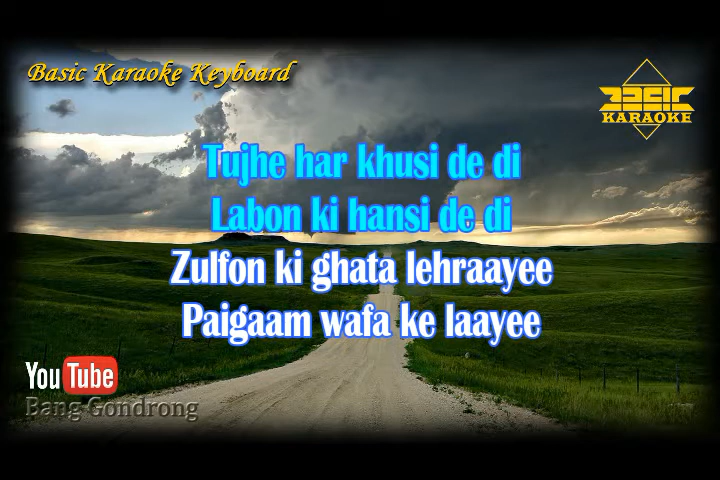 Basic Karaoke Keyboard
BASIC
KARAOKE
Tujhe har khusi de di
Labon ki hansi de di
Zulfon ki ghata lehraayee
Paigaam wafa ke laayee
YouTube
Bang Gondrong